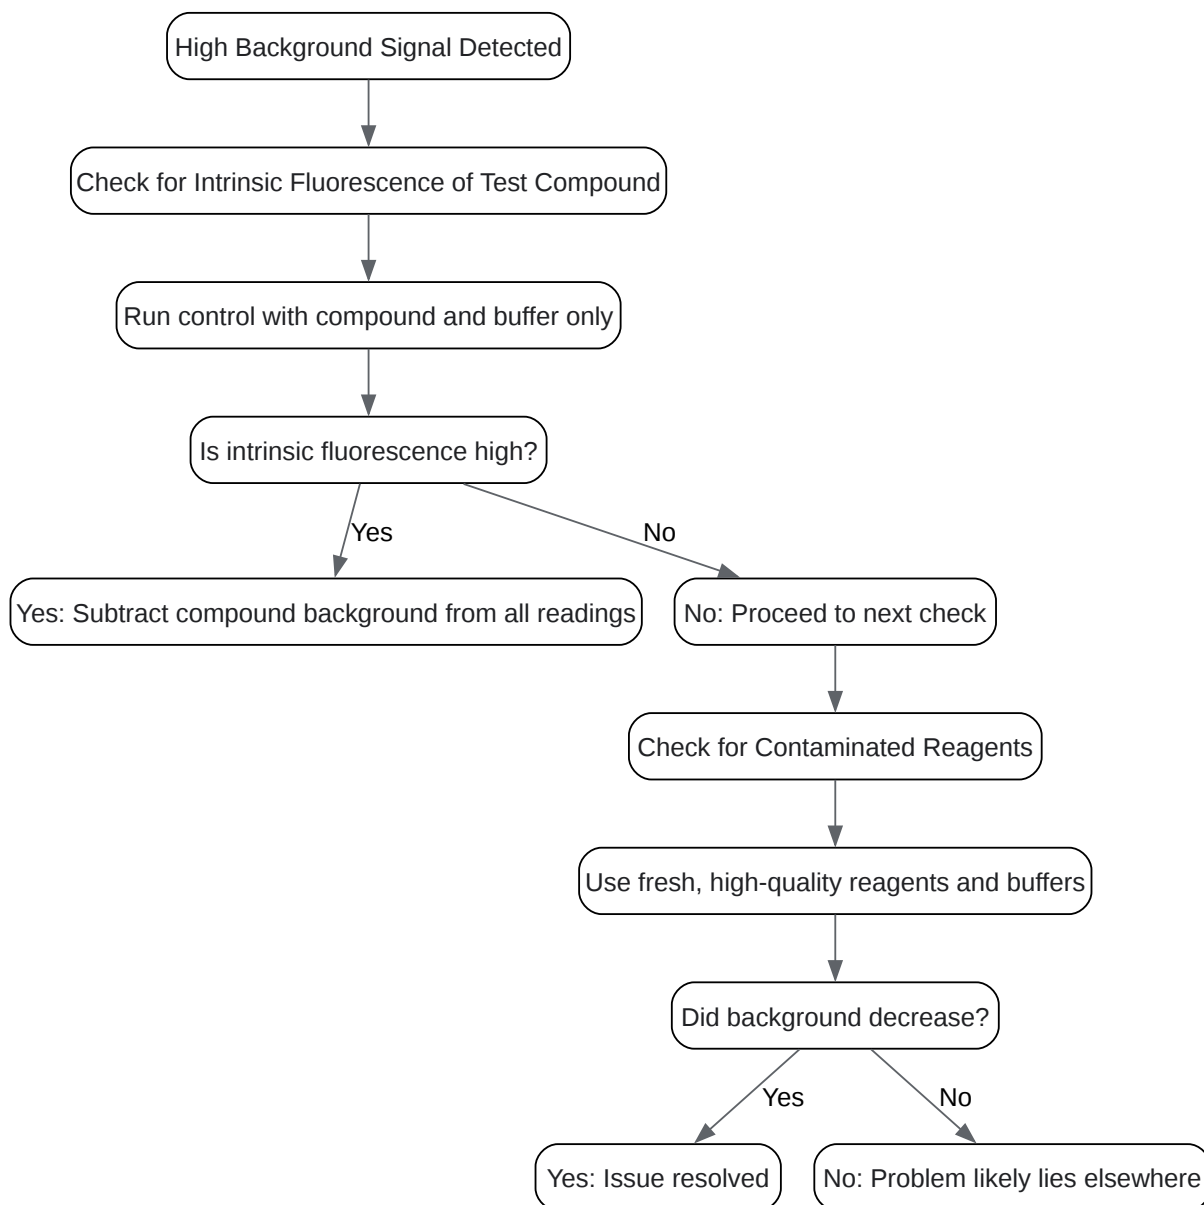 High Background Signal Detected
Check for Intrinsic Fluorescence of Test Compound
Run control with compound and buffer only
Is intrinsic fluorescence high?
Yes
No
Yes: Subtract compound background from all readings
No: Proceed to next check
Check for Contaminated Reagents
Use fresh, high-quality reagents and buffers
Did background decrease?
Yes
No
Yes: Issue resolved
No: Problem likely lies elsewhere